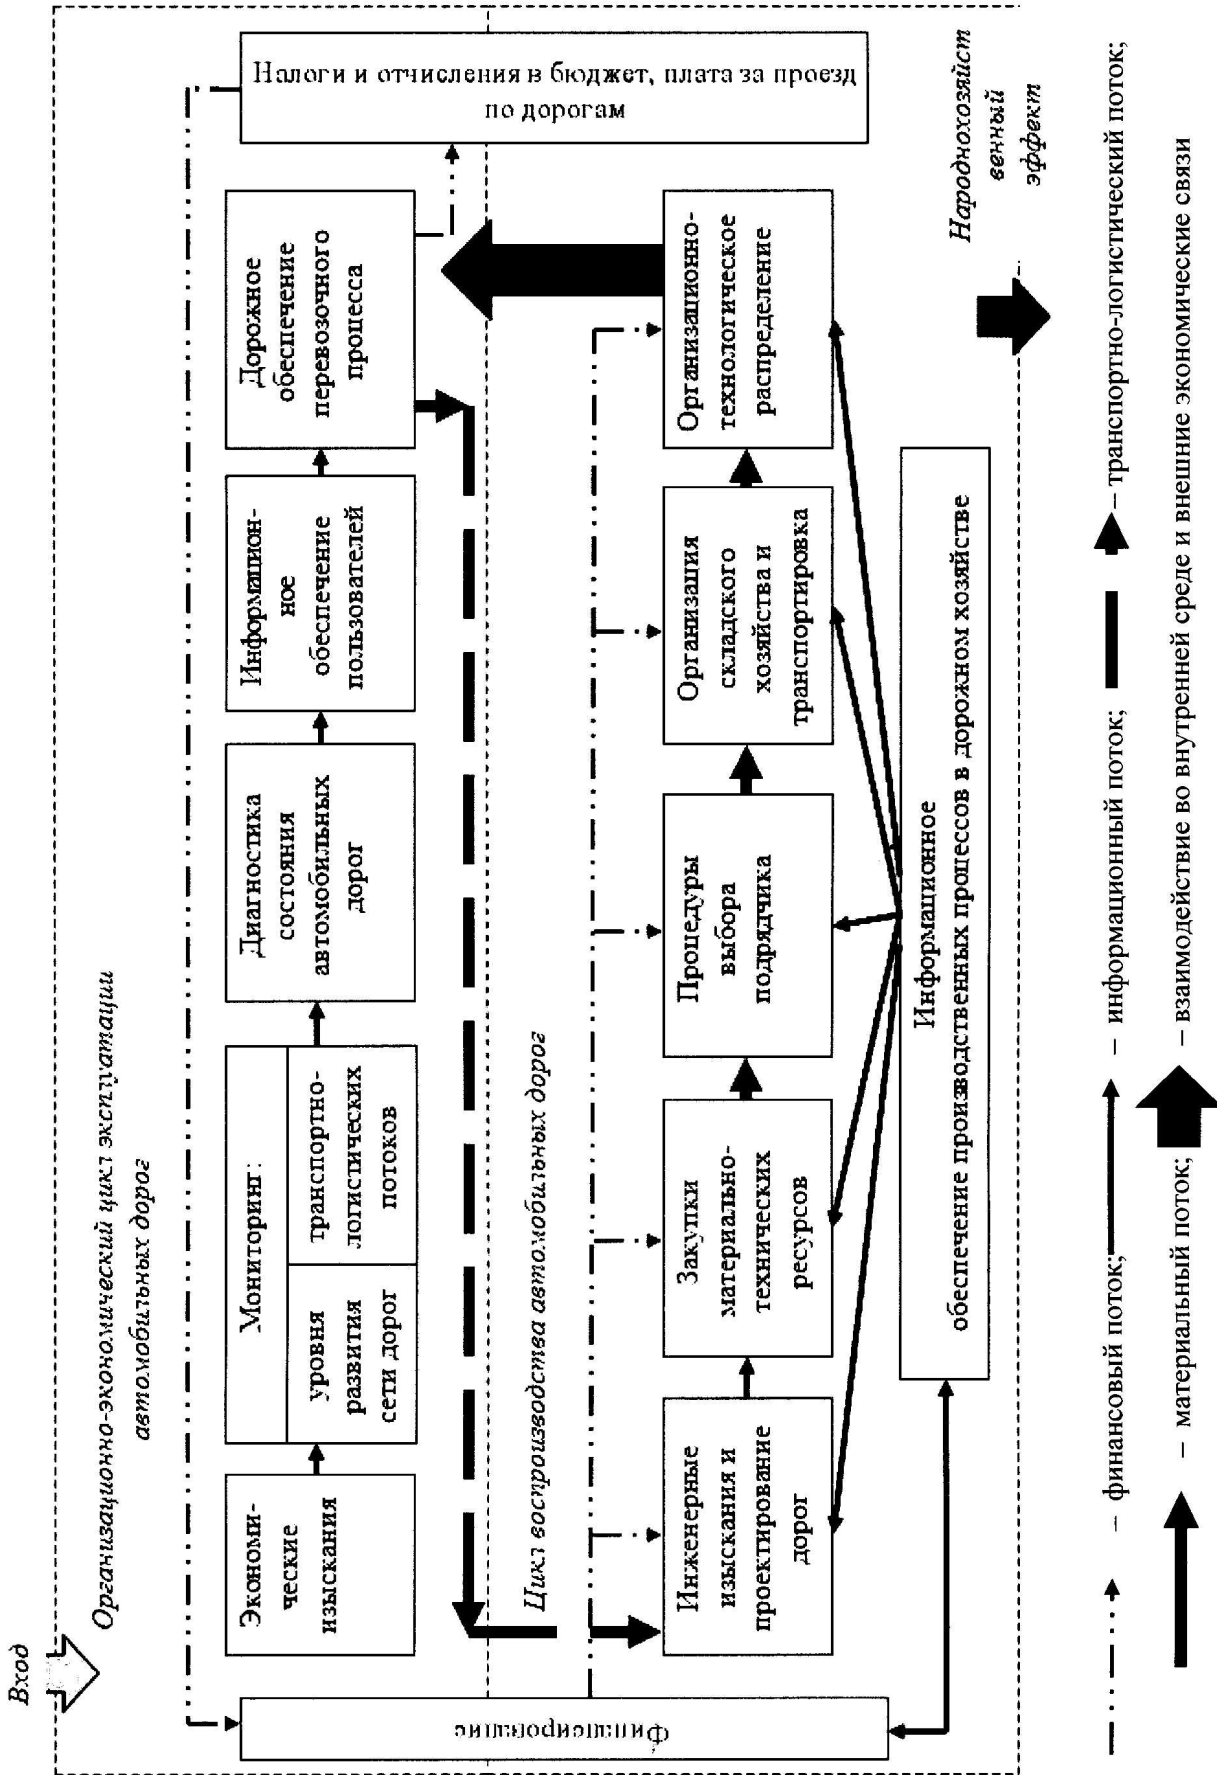 Вход
Организационно-экономический цикл эксплуатации
автомобильных дорог
Экономи-
ческие
изыскания
Мониторинг:
уровня
развития
сети дорог
транспортно-
логистических
потоков
Диагностика
состояния
автомобильных
дорог
Информацион-
ное
обеспечение
пользователей
Дорожное
обеспечение
перевозочного
процесса
Налоги и отчисления в бюджет, плата за проезд
по дорогам
Финансирование
Цикл воспроизводства автомобильных дорог
Инженерные
изыскания и
проектирование
дорог
Закупки
материально-
технических
ресурсов
Процедуры
выбора
подрядчика
Организация
складского
хозяйства и
транспортировка
Организационно-
технологическое
распределение
Информационное
обеспечение производственных процессов в дорожном хозяйстве
Народнохозяйст
венный
эффект
– финансовый поток; – информационный поток; – транспортно-логистический поток;
– материальный поток; – взаимодействие во внутренней среде и внешние экономические связи